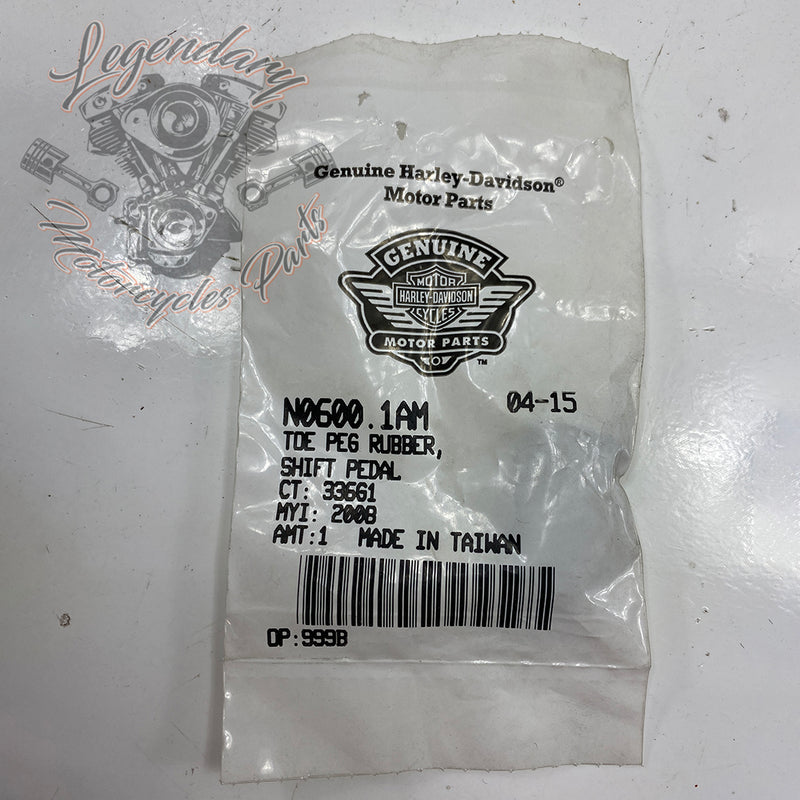 Legendary
Motorcycles Parts
Genuine Harley-Davidson®
Motor Parts
GENUINE
MOTOR
HARLEY-DAVIDSON
CYCLES
MOTOR PARTS
TM
N0600.1AM
04-15
TOE PEG RUBBER,
SHIFT PEDAL
CT: 33661
MYI: 2008
AMT:1 MADE IN TAIWAN
OP:999B